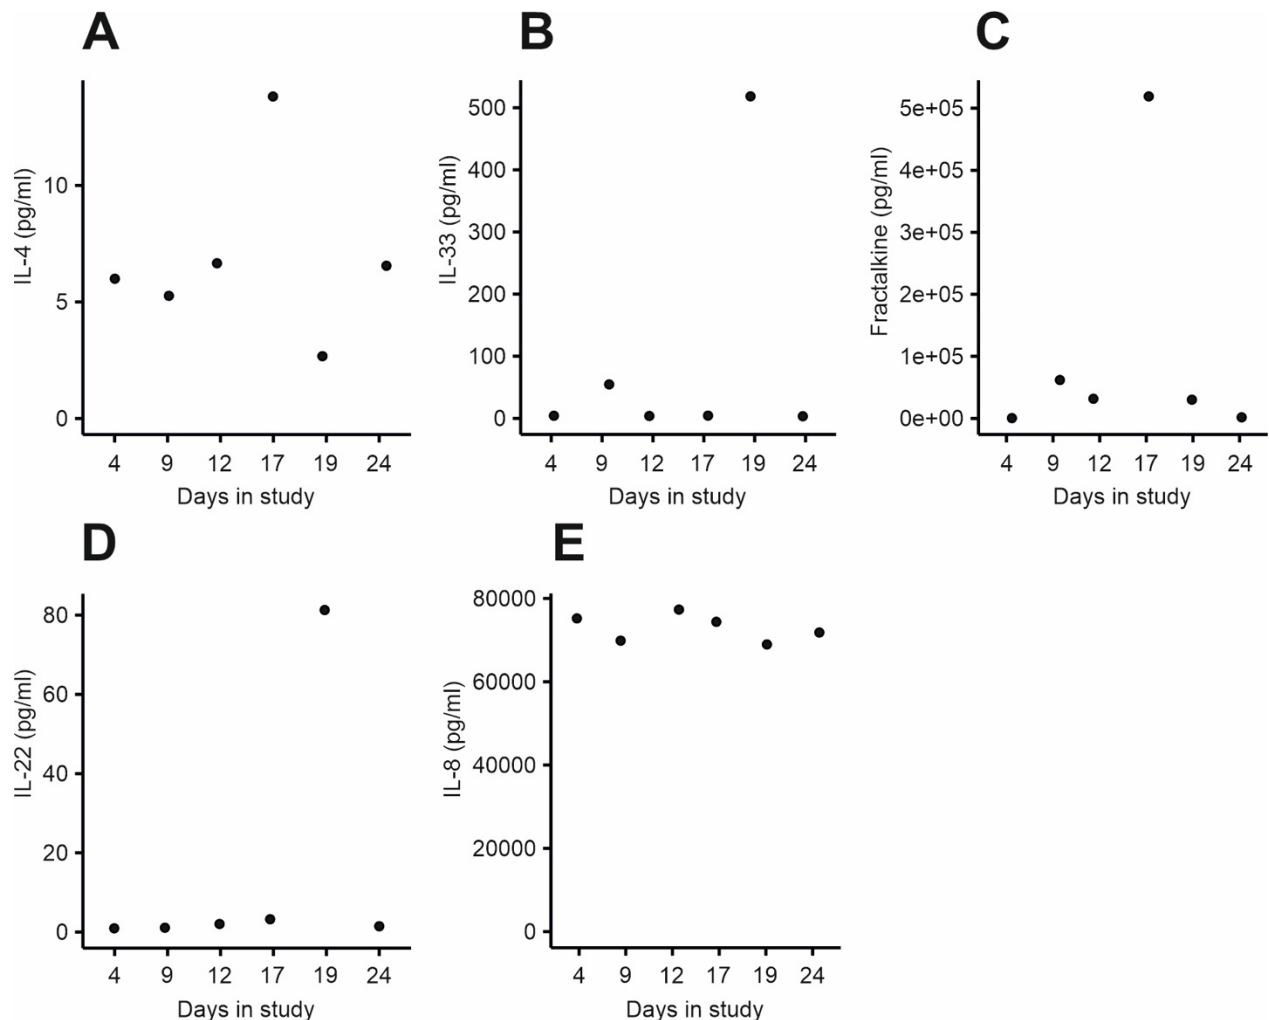 A
IL-4 (pg/ml)
10
5
0
4 9 12 17 19 24
Days in study
B
IL-33 (pg/ml)
500
400
300
200
100
0
4 9 12 17 19 24
Days in study
C
Fractalkine (pg/ml)
5e+05
4e+05
3e+05
2e+05
1e+05
0e+00
4 9 12 17 19 24
Days in study
D
IL-22 (pg/ml)
80
60
40
20
0
4 9 12 17 19 24
Days in study
E
IL-8 (pg/ml)
80000
60000
40000
20000
0
4 9 12 17 19 24
Days in study